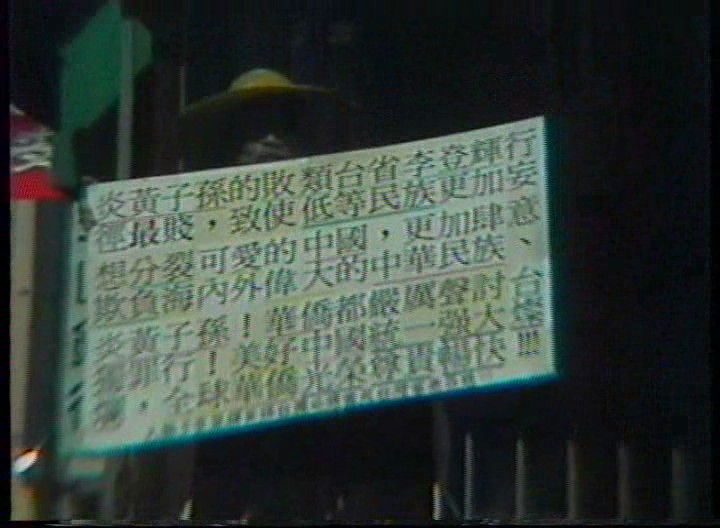 炎黃子孫的敗類台省李登輝行
徑最賤，致使低等民族更加妄
想分裂可愛的中國，更加肆意
欺負海內外偉大的中華民族、
炎黃子孫！華僑都嚴厲聲討台
獨罪行！美好中國統一強大
全球華僑光榮尊貴 !!!